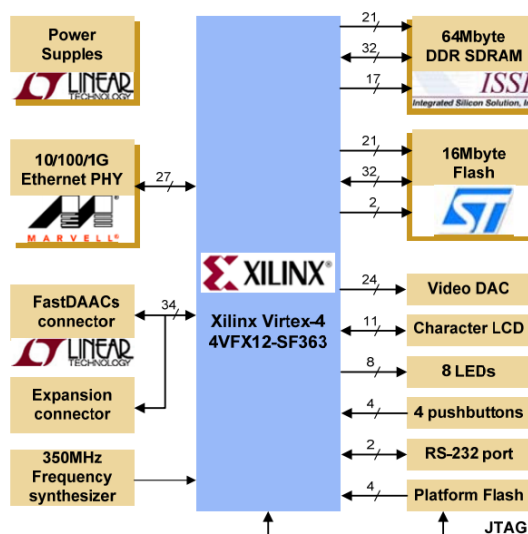 Power
Supples
LINEAR
TECHNOLOGY
10/100/1G
Ethernet PHY
MARVELL®
27
FastDAACs
connector
LINEAR
TECHNOLOGY
34
Expansion
connector
350MHz
Frequency
synthesizer
XILINX®
Xilinx Virtex-4
4VFX12-SF363
21
32
17
64Mbyte
DDR SDRAM
ISSI
Integrated Silicon Solution, In
21
32
2
16Mbyte
Flash
ST
24
Video DAC
11
Character LCD
8
8 LEDs
4
4 pushbuttons
2
RS-232 port
4
Platform Flash
JTAG